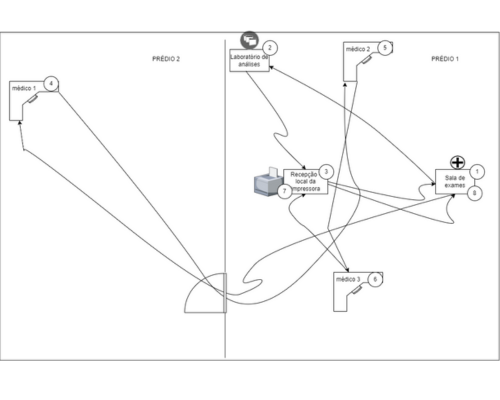 PRÉDIO 2
PRÉDIO 1
médico 1
4
Laboratório de
análises
2
médico 2
5
Recepção
local da
impressora
3
7
Sala de
exames
1
8
médico 3
6